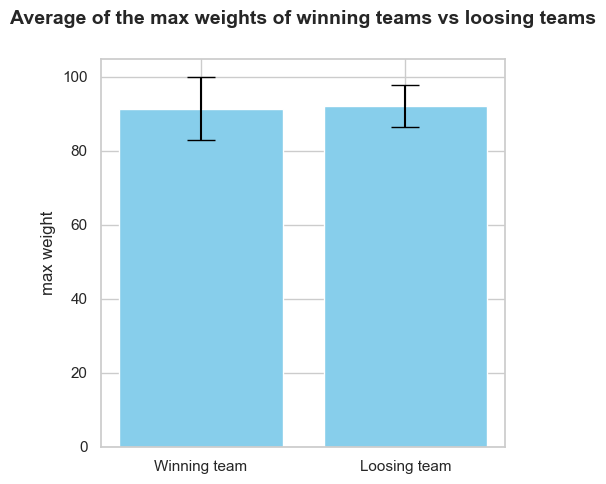 Average of the max weights of winning teams vs loosing teams
100
80
60
40
20
0
max weight
Winning team
Loosing team